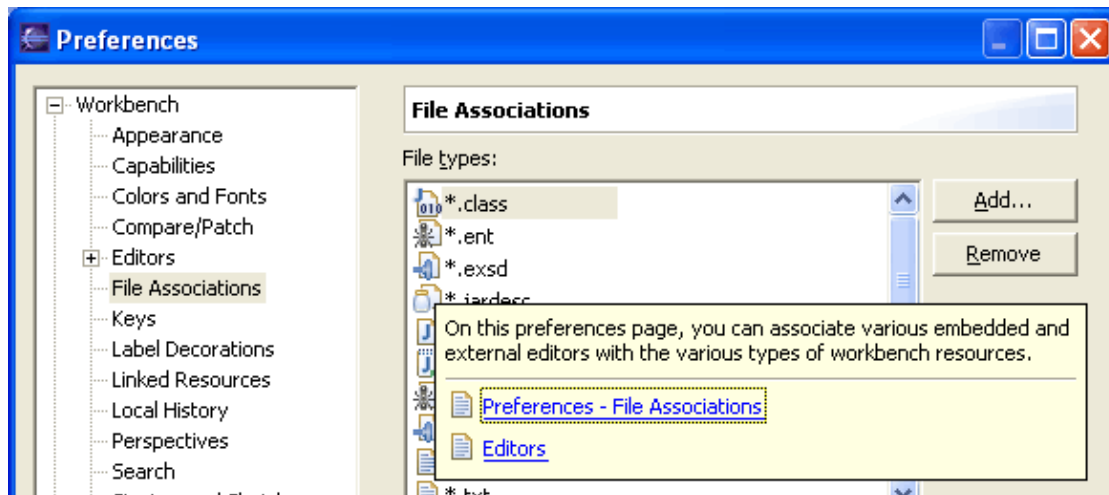 Preferences
Workbench
Appearance
Capabilities
Colors and Fonts
Compare/Patch
Editors
File Associations
Keys
Label Decorations
Linked Resources
Local History
Perspectives
Search
File Associations
File types:
*.class
*.ent
*.exsd
*.jardesc
Add...
Remove
On this preferences page, you can associate various embedded and
external editors with the various types of workbench resources.
Preferences - File Associations
Editors
*.txt